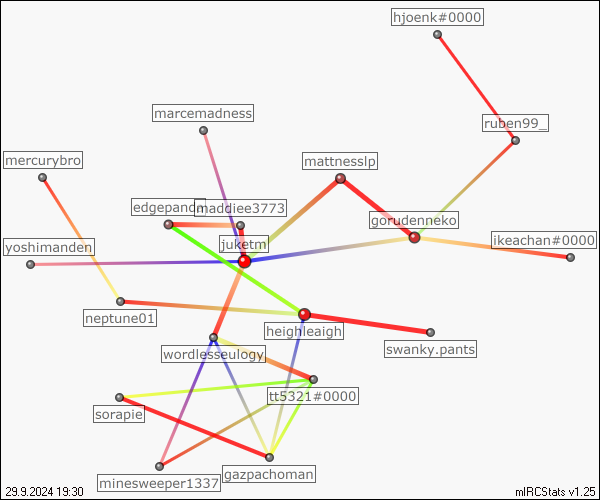 hjoenk#0000
marcemadness
ruben99_
mercurybro
mattnesslp
edgepanda
maddiee3773
gorudenneko
yoshimanden
juketm
ikeachan#0000
neptune01
heighleaigh
wordlesseulogy
swanky.pants
tt5321#0000
sorapie
minesweeper1337
gazpachoman
29.9.2024 19:30
mIRCStats v1.25